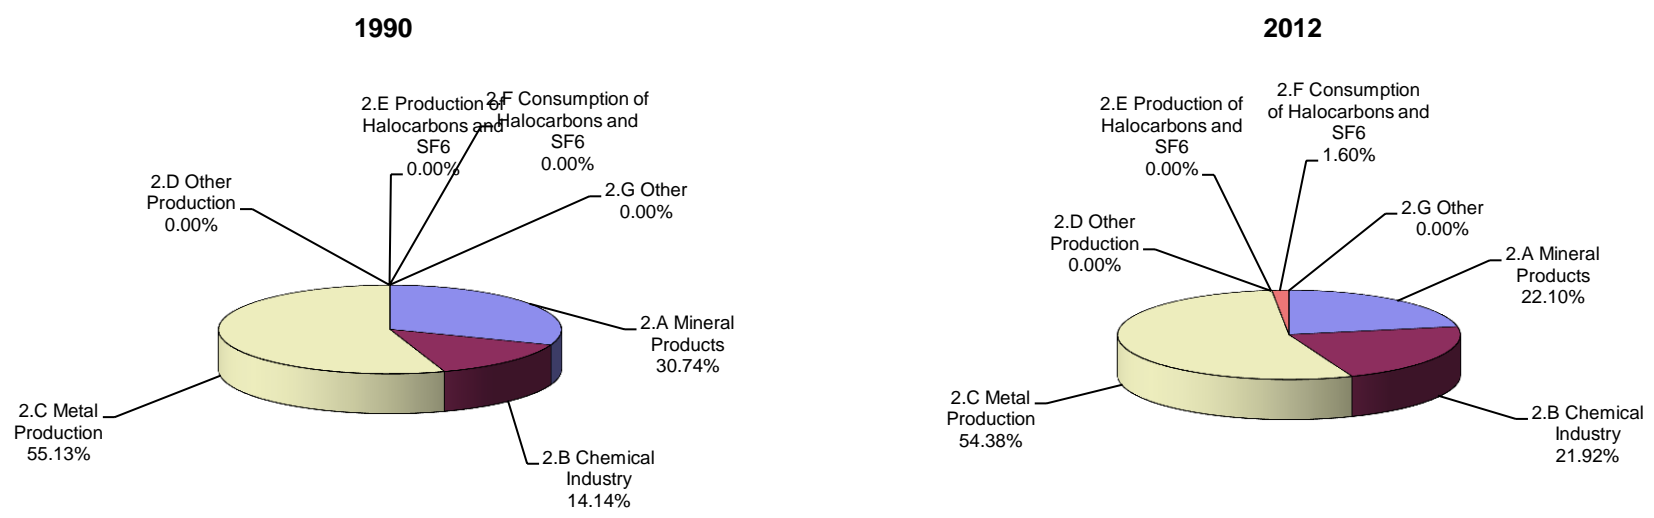 1990
2.E Production of
Halocarbons and
SF6
0.00%
2.F Consumption of
Halocarbons and
SF6
0.00%
2.D Other
Production
0.00%
2.G Other
0.00%
2.A Mineral
Products
30.74%
2.C Metal
Production
55.13%
2.B Chemical
Industry
14.14%
2012
2.E Production of
Halocarbons and
SF6
0.00%
2.F Consumption
of Halocarbons and
SF6
1.60%
2.D Other
Production
0.00%
2.G Other
0.00%
2.A Mineral
Products
22.10%
2.C Metal
Production
54.38%
2.B Chemical
Industry
21.92%